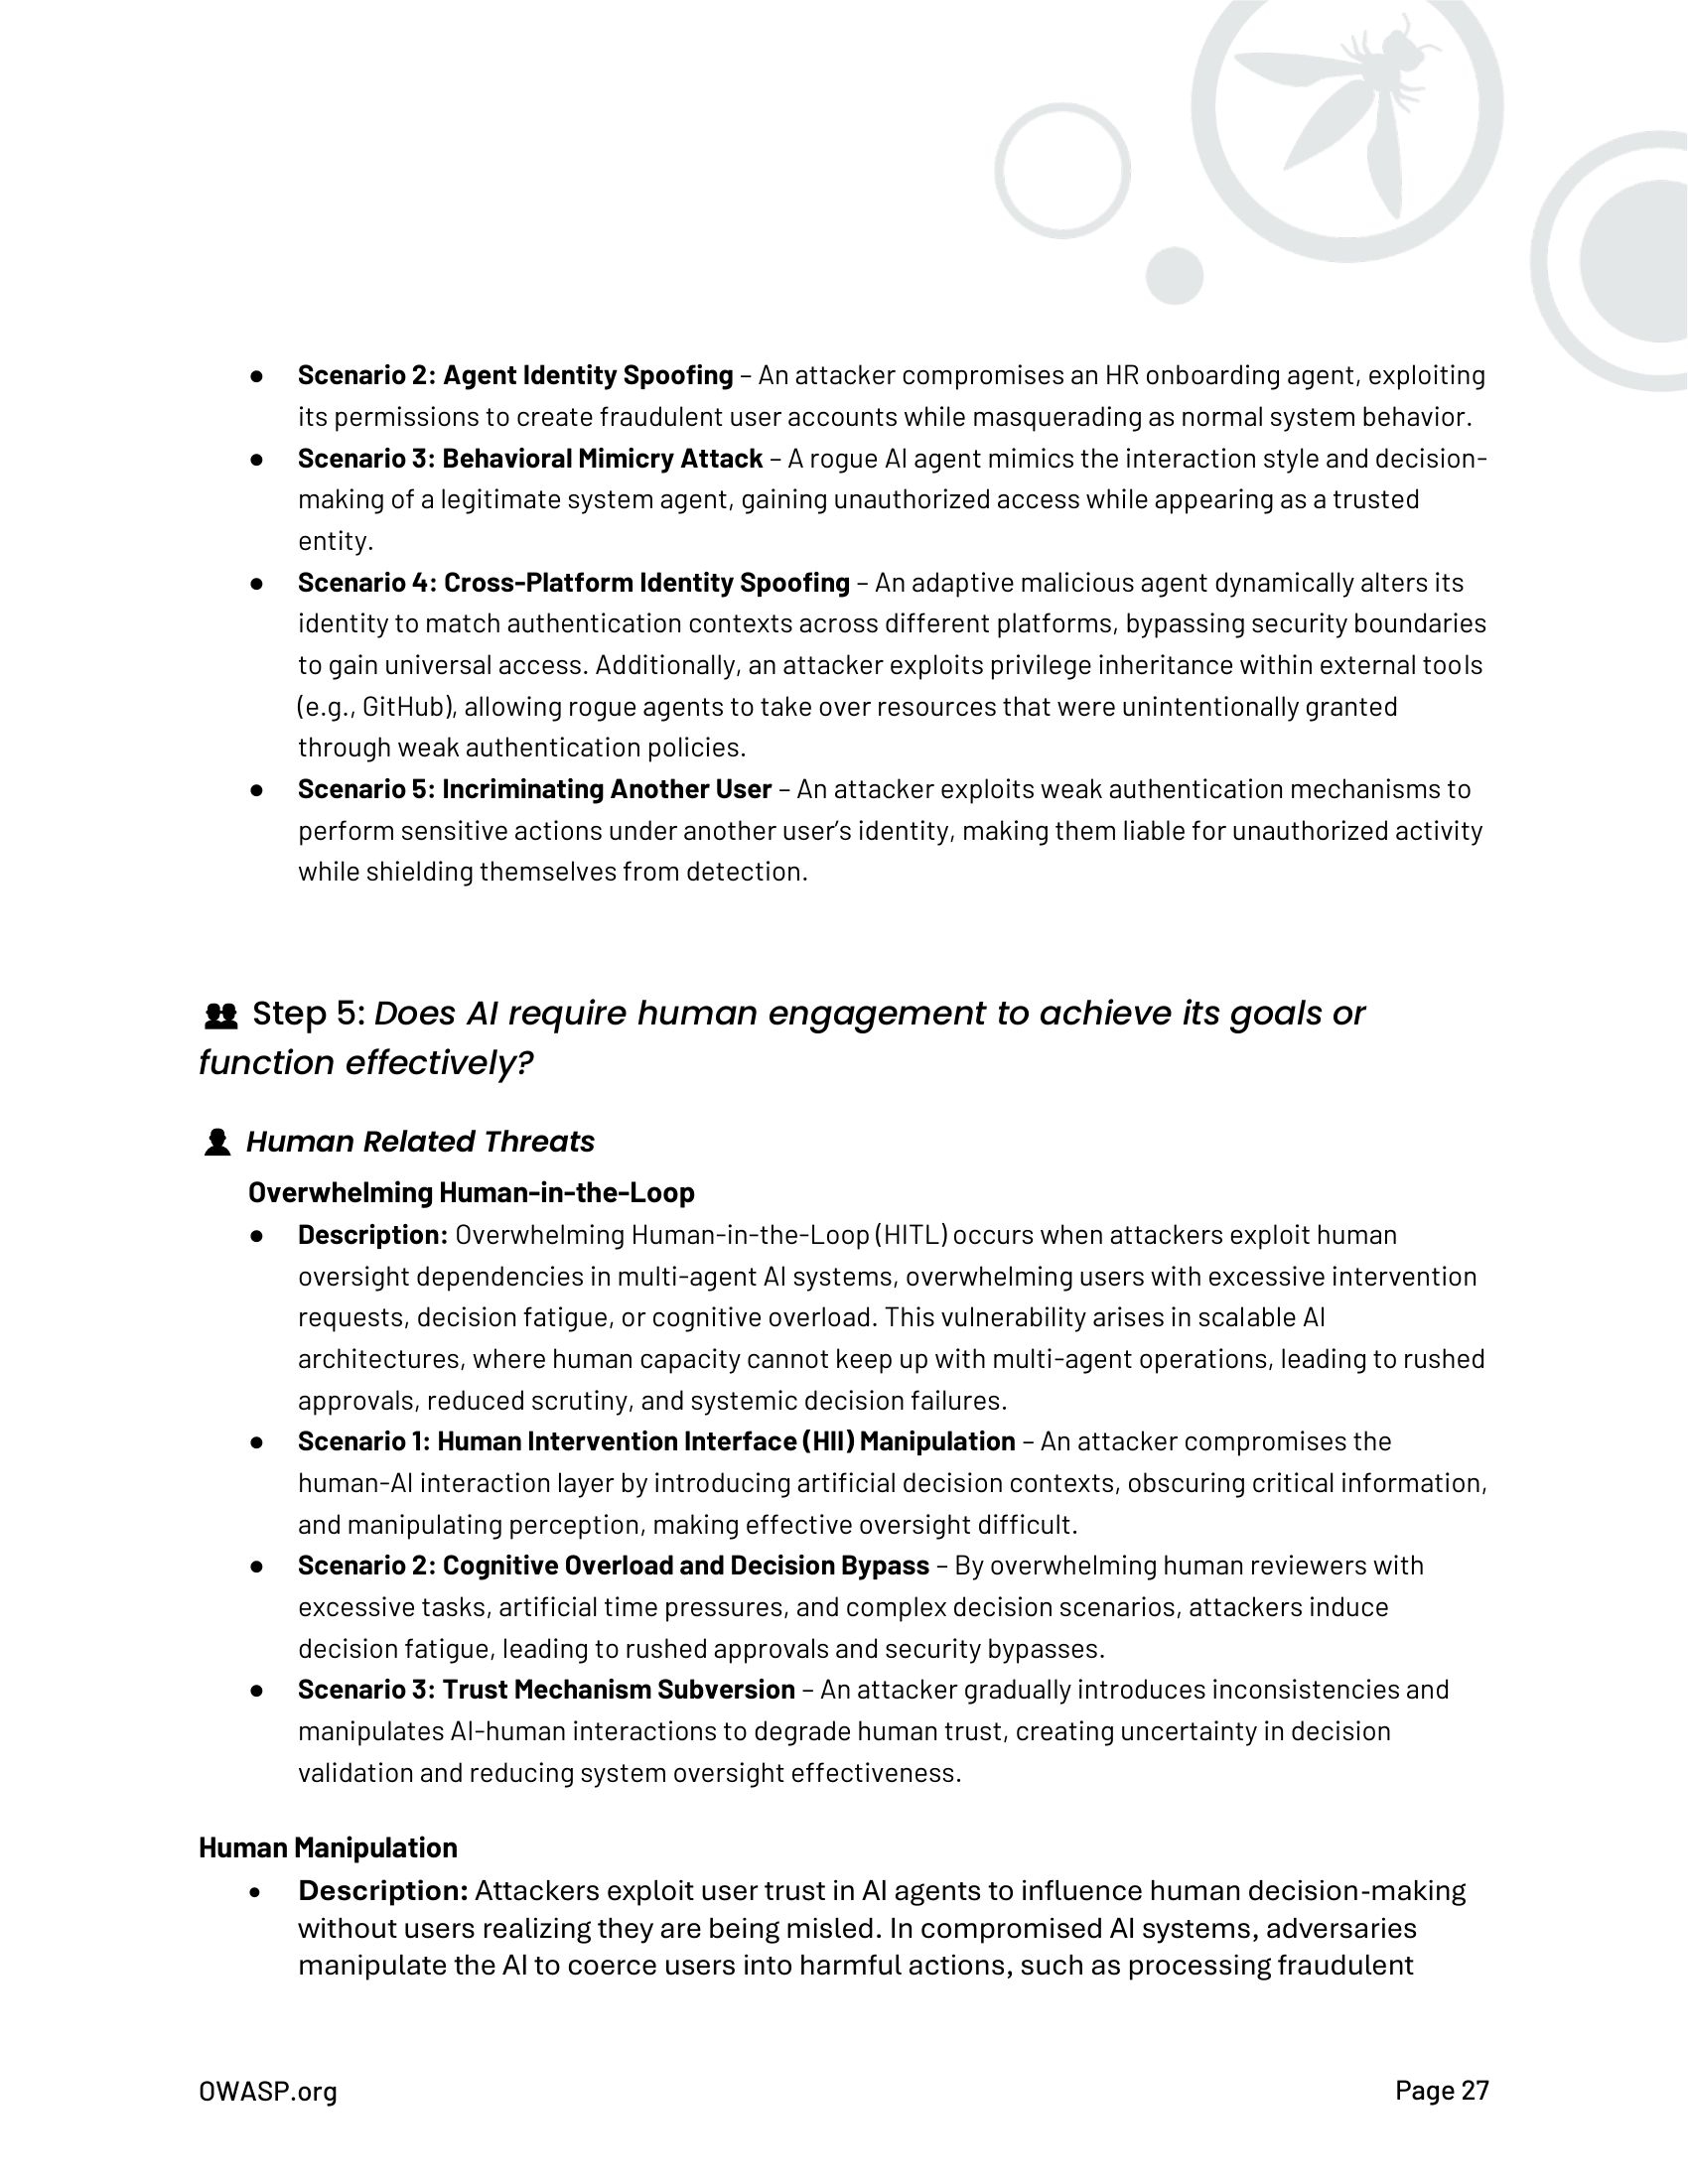 ● Scenario 2: Agent Identity Spoofing – An attacker compromises an HR onboarding agent, exploiting
its permissions to create fraudulent user accounts while masquerading as normal system behavior.
● Scenario 3: Behavioral Mimicry Attack – A rogue AI agent mimics the interaction style and decision-
making of a legitimate system agent, gaining unauthorized access while appearing as a trusted
entity.
● Scenario 4: Cross-Platform Identity Spoofing – An adaptive malicious agent dynamically alters its
identity to match authentication contexts across different platforms, bypassing security boundaries
to gain universal access. Additionally, an attacker exploits privilege inheritance within external tools
(e.g., GitHub), allowing rogue agents to take over resources that were unintentionally granted
through weak authentication policies.
● Scenario 5: Incriminating Another User – An attacker exploits weak authentication mechanisms to
perform sensitive actions under another user’s identity, making them liable for unauthorized activity
while shielding themselves from detection.
Step 5: Does AI require human engagement to achieve its goals or
function effectively?
Human Related Threats
Overwhelming Human-in-the-Loop
● Description: Overwhelming Human-in-the-Loop (HITL) occurs when attackers exploit human
oversight dependencies in multi-agent AI systems, overwhelming users with excessive intervention
requests, decision fatigue, or cognitive overload. This vulnerability arises in scalable AI
architectures, where human capacity cannot keep up with multi-agent operations, leading to rushed
approvals, reduced scrutiny, and systemic decision failures.
● Scenario 1: Human Intervention Interface (HII) Manipulation – An attacker compromises the
human-AI interaction layer by introducing artificial decision contexts, obscuring critical information,
and manipulating perception, making effective oversight difficult.
● Scenario 2: Cognitive Overload and Decision Bypass – By overwhelming human reviewers with
excessive tasks, artificial time pressures, and complex decision scenarios, attackers induce
decision fatigue, leading to rushed approvals and security bypasses.
● Scenario 3: Trust Mechanism Subversion – An attacker gradually introduces inconsistencies and
manipulates AI-human interactions to degrade human trust, creating uncertainty in decision
validation and reducing system oversight effectiveness.
Human Manipulation
● Description: Attackers exploit user trust in AI agents to influence human decision-making
without users realizing they are being misled. In compromised AI systems, adversaries
manipulate the AI to coerce users into harmful actions, such as processing fraudulent
OWASP.org
Page 27